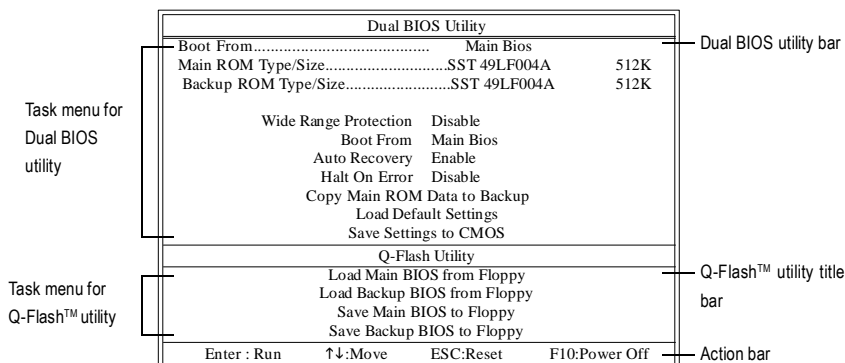 Dual BIOS Utility
Boot From.......................................... Main Bios
Main ROM Type/Size.............................SST 49LF004A 512K
Backup ROM Type/Size.........................SST 49LF004A 512K
Wide Range Protection Disable
Boot From Main Bios
Auto Recovery Enable
Halt On Error Disable
Copy Main ROM Data to Backup
Load Default Settings
Save Settings to CMOS
Q-Flash Utility
Load Main BIOS from Floppy
Load Backup BIOS from Floppy
Save Main BIOS to Floppy
Save Backup BIOS to Floppy
Enter : Run ↑↓:Move ESC:Reset F10:Power Off
Task menu for
Dual BIOS
utility
Task menu for
Q-Flash™ utility
Dual BIOS utility bar
Q-Flash™ utility title
bar
Action bar